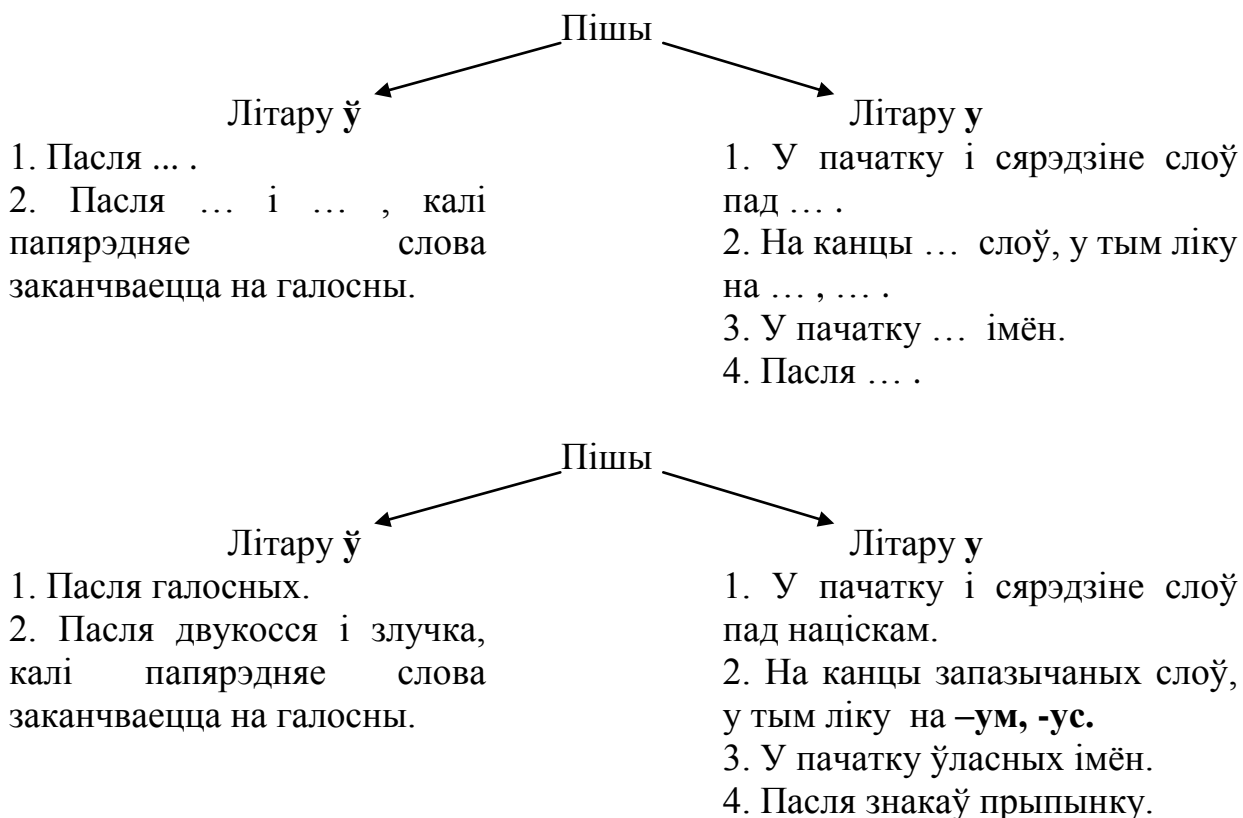 Пішы
Літару ў
1. Пасля ... .
2. Пасля … і … , калі
папярэдняе слова
заканчваецца на галосны.
Літару у
1. У пачатку і сярэдзіне слоў
пад … .
2. На канцы … слоў, у тым ліку
на … , … .
3. У пачатку … імён.
4. Пасля … .
Пішы
Літару ў
1. Пасля галосных.
2. Пасля двукосся і злучка,
калі папярэдняе слова
заканчваецца на галосны.
Літару у
1. У пачатку і сярэдзіне слоў
пад націскам.
2. На канцы запазычаных слоў,
у тым ліку на –ум, -ус.
3. У пачатку ўласных імён.
4. Пасля знакаў прыпынку.